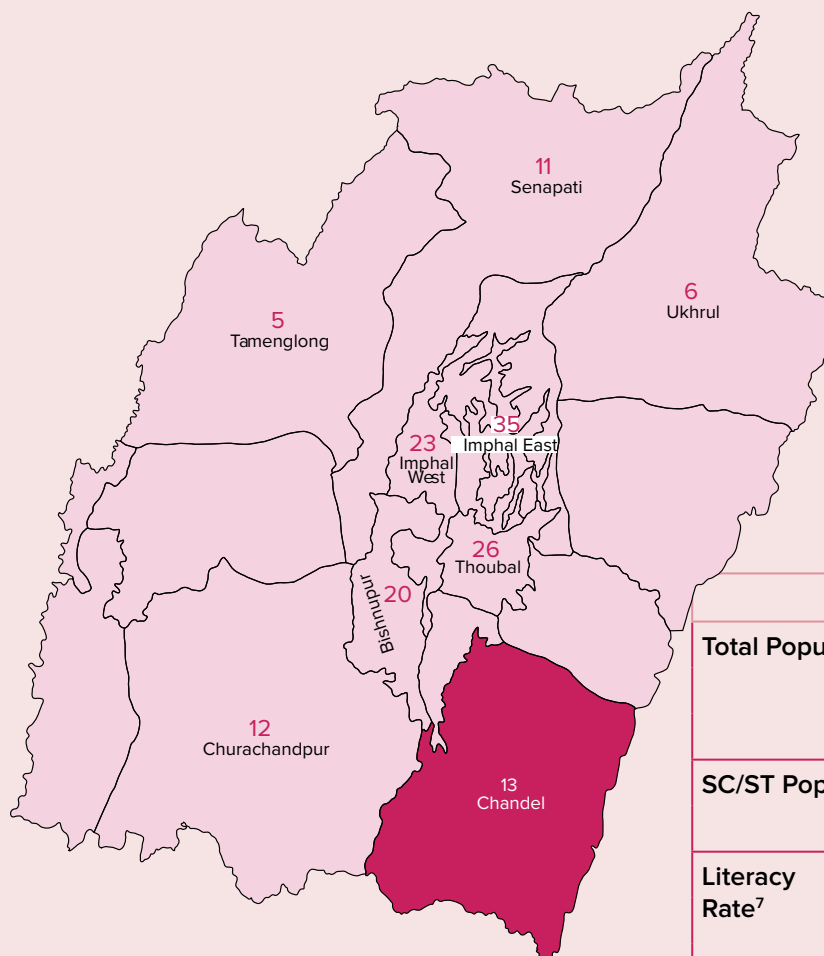 11
Senapati
6
Ukhrul
5
Tamenglong
35
Imphal East
23
Imphal
West
26
Thoubal
20
Bishnupur
Total Popu
SC/ST Pop
Literacy
Rate⁷
12
Churachandpur
13
Chandel